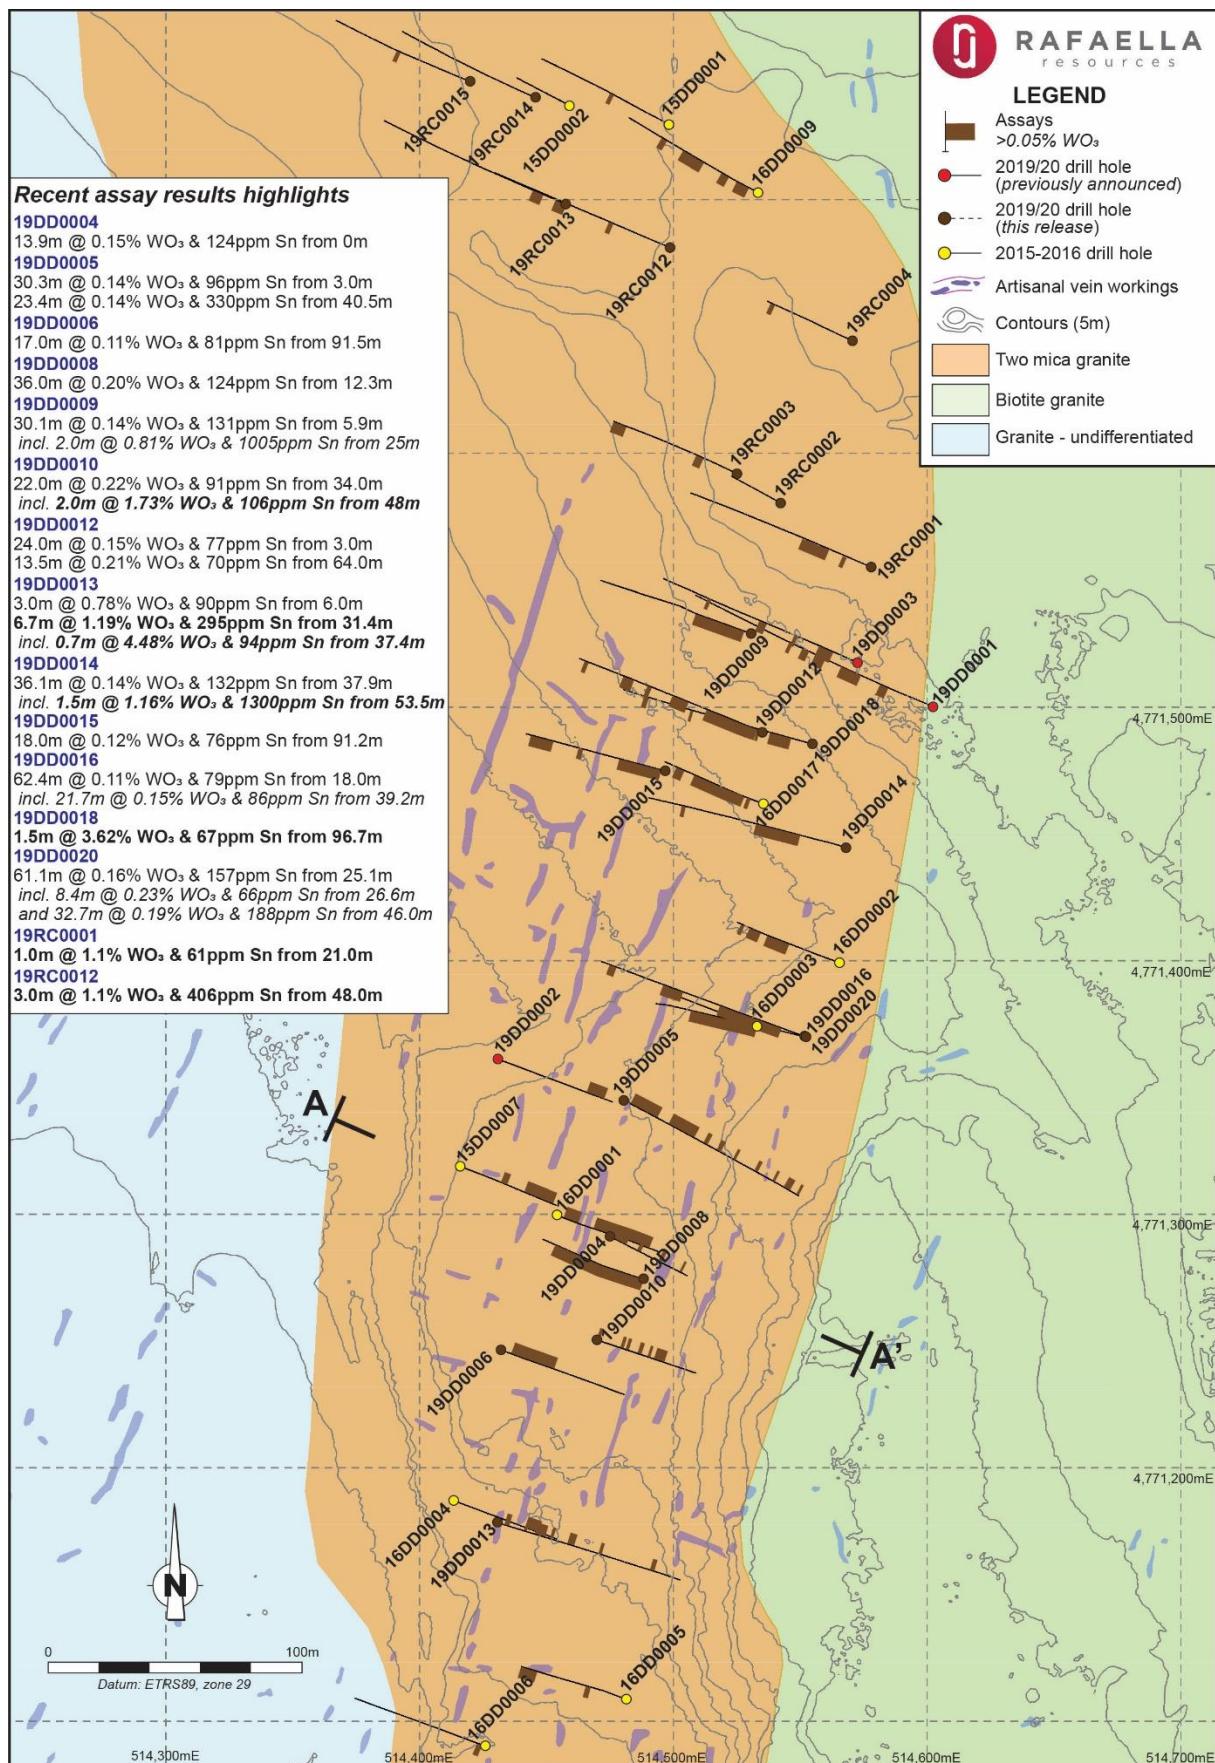 RAFAELLA
resources
LEGEND
Assays
>0.05% WO₃
2019/20 drill hole
(previously announced)
2019/20 drill hole
(this release)
2015-2016 drill hole
Artisanal vein workings
Contours (5m)
Two mica granite
Biotite granite
Granite - undifferentiated
Recent assay results highlights
19DD0004
13.9m @ 0.15% WO₃ & 124ppm Sn from 0m
19DD0005
30.3m @ 0.14% WO₃ & 96ppm Sn from 3.0m
23.4m @ 0.14% WO₃ & 330ppm Sn from 40.5m
19DD0006
17.0m @ 0.11% WO₃ & 81ppm Sn from 91.5m
19DD0008
36.0m @ 0.20% WO₃ & 124ppm Sn from 12.3m
19DD0009
30.1m @ 0.14% WO₃ & 131ppm Sn from 5.9m
incl. 2.0m @ 0.81% WO₃ & 1005ppm Sn from 25m
19DD0010
22.0m @ 0.22% WO₃ & 91ppm Sn from 34.0m
incl. 2.0m @ 1.73% WO₃ & 106ppm Sn from 48m
19DD0012
24.0m @ 0.15% WO₃ & 77ppm Sn from 3.0m
13.5m @ 0.21% WO₃ & 70ppm Sn from 64.0m
19DD0013
3.0m @ 0.78% WO₃ & 90ppm Sn from 6.0m
6.7m @ 1.19% WO₃ & 295ppm Sn from 31.4m
incl. 0.7m @ 4.48% WO₃ & 94ppm Sn from 37.4m
19DD0014
36.1m @ 0.14% WO₃ & 132ppm Sn from 37.9m
incl. 1.5m @ 1.16% WO₃ & 1300ppm Sn from 53.5m
19DD0015
18.0m @ 0.12% WO₃ & 76ppm Sn from 91.2m
19DD0016
62.4m @ 0.11% WO₃ & 79ppm Sn from 18.0m
incl. 21.7m @ 0.15% WO₃ & 86ppm Sn from 39.2m
19DD0018
1.5m @ 3.62% WO₃ & 67ppm Sn from 96.7m
19DD0020
61.1m @ 0.16% WO₃ & 157ppm Sn from 25.1m
incl. 8.4m @ 0.23% WO₃ & 66ppm Sn from 26.6m
and 32.7m @ 0.19% WO₃ & 188ppm Sn from 46.0m
19RC0001
1.0m @ 1.1% WO₃ & 61ppm Sn from 21.0m
19RC0012
3.0m @ 1.1% WO₃ & 406ppm Sn from 48.0m
19RC0015
19RC0014
15DD0002
15DD0001
16DD0009
19RC0013
19RC0012
19RC0004
19RC0003
19RC0002
19RC0001
19DD0003
19DD0001
19DD0009
19DD0012
19DD0018
4,771,500mE
19DD0015
16DD0017
19DD0014
16DD0002
4,771,400mE
16DD0003
19DD0016
19DD0020
19DD0002
19DD0005
A
15DD0007
16DD0001
4,771,300mE
19DD0004
19DD0008
19DD0010
A’
19DD0006
4,771,200mE
16DD0004
19DD0013
N
0
100m
Datum: ETRS89, zone 29
16DD0006
16DD0005
514,300mE
514,400mE
514,500mE
514,600mE
514,700mE